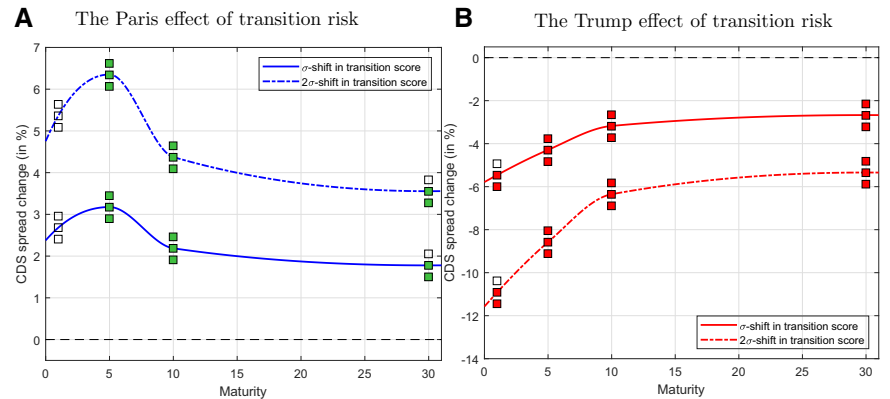 A
The Paris effect of transition risk
7
6
5
4
3
2
1
0
CDS spread change (in %)
σ-shift in transition score
2σ-shift in transition score
0 5 10 15 20 25 30
Maturity
B
The Trump effect of transition risk
0
-2
-4
-6
-8
-10
-12
-14
CDS spread change (in %)
σ-shift in transition score
2σ-shift in transition score
0 5 10 15 20 25 30
Maturity